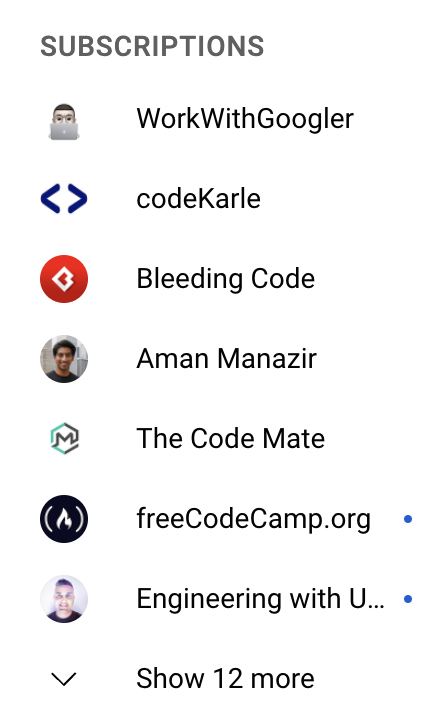 SUBSCRIPTIONS
WorkWithGoogler
codeKarle
Bleeding Code
Aman Manazir
The Code Mate
freeCodeCamp.org
Engineering with U...
Show 12 more